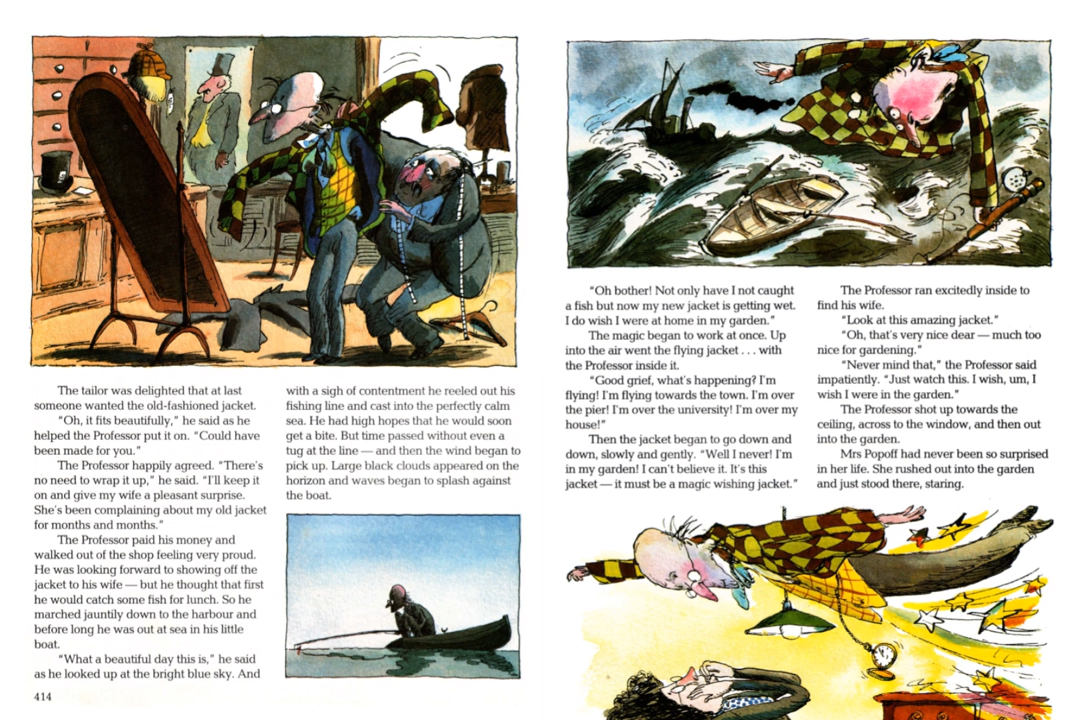 The tailor was delighted that at last
someone wanted the old-fashioned jacket.
"Oh, it fits beautifully," he said as he
helped the Professor put it on. "Could have
been made for you."
The Professor happily agreed. "There's
no need to wrap it up," he said. "I'll keep it
on and give my wife a pleasant surprise.
She's been complaining about my old jacket
for months and months."
The Professor paid his money and
walked out of the shop feeling very proud.
He was looking forward to showing off the
jacket to his wife — but he thought that first
he would catch some fish for lunch. So he
marched jauntily down to the harbour and
before long he was out at sea in his little
boat.
"What a beautiful day this is," he said
as he looked up at the bright blue sky. And
with a sigh of contentment he reeled out his
fishing line and cast into the perfectly calm
sea. He had high hopes that he would soon
get a bite. But time passed without even a
tug at the line — and then the wind began to
pick up. Large black clouds appeared on the
horizon and waves began to splash against
the boat.
414
"Oh bother! Not only have I not caught
a fish but now my new jacket is getting wet.
I do wish I were at home in my garden."
The magic began to work at once. Up
into the air went the flying jacket . . . with
the Professor inside it.
"Good grief, what's happening? I'm
flying! I'm flying towards the town. I'm over
the pier! I'm over the university! I'm over my
house!"
Then the jacket began to go down and
down, slowly and gently. "Well I never! I'm
in my garden! I can't believe it. It's this
jacket — it must be a magic wishing jacket."
The Professor ran excitedly inside to
find his wife.
"Look at this amazing jacket."
"Oh, that's very nice dear — much too
nice for gardening."
"Never mind that," the Professor said
impatiently. "Just watch this. I wish, um, I
wish I were in the garden."
The Professor shot up towards the
ceiling, across to the window, and then out
into the garden.
Mrs Popoff had never been so surprised
in her life. She rushed out into the garden
and just stood there, staring.